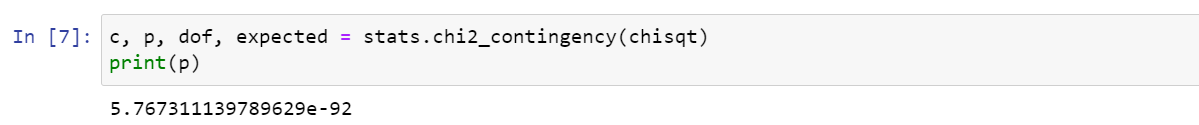 In [7]: c, p, dof, expected = stats.chi2_contingency(chisqt)
print(p)
5.767311139789629e-92